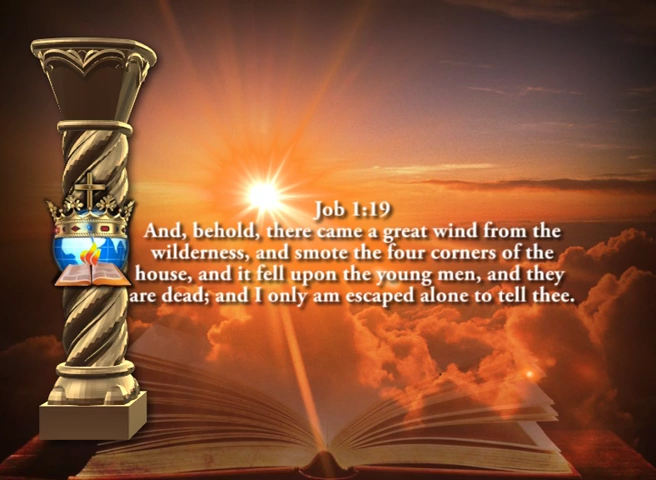 Job 1:19
And, behold, there came a great wind from the
wilderness, and smote the four corners of the
house, and it fell upon the young men, and they
are dead; and I only am escaped alone to tell thee.